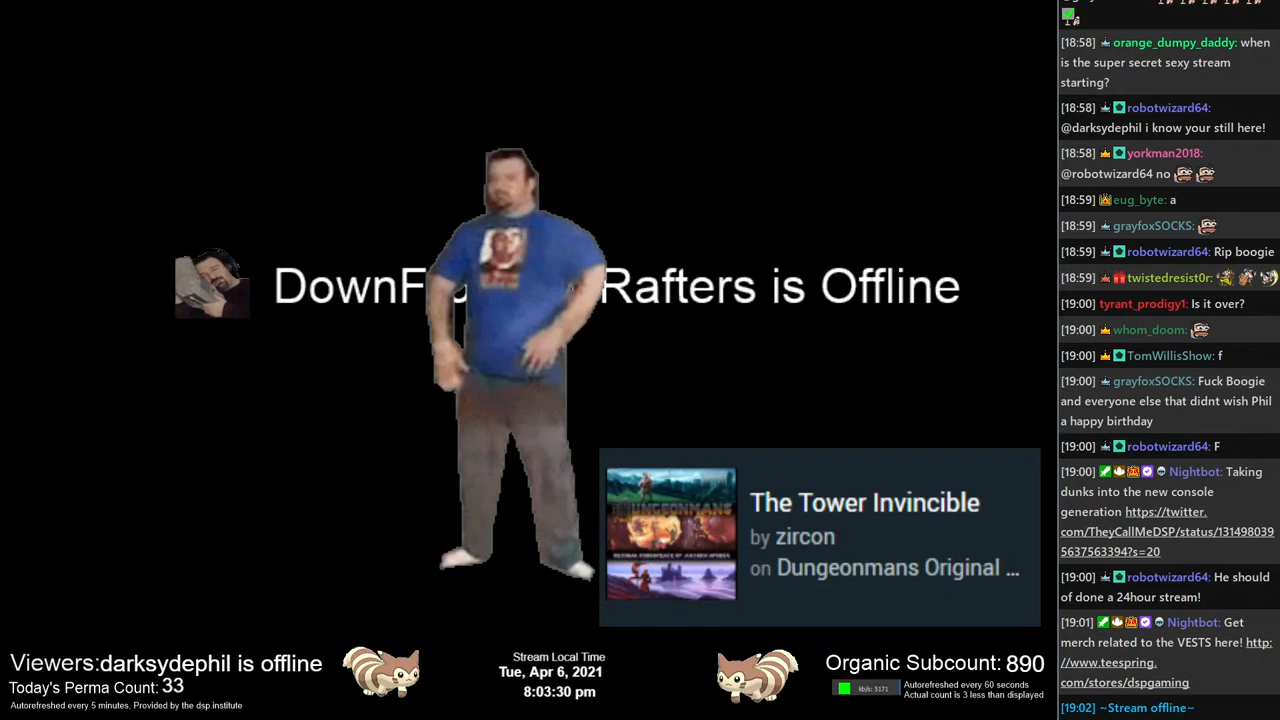 DownF Rafters is Offline
The Tower Invincible
by zircon
on Dungeonmans Original ...
Viewers:darksydephil is offline
Today's Perma Count: 33
Autorefreshed every 5 minutes, Provided by the dsp institute
Stream Local Time
Tue, Apr 6, 2021
8:03:30 pm
Organic Subcount: 890
kb/s: 5171
Autorefreshed every 60 seconds
Actual count is 3 less than displayed
[18:58] orange_dumpy_daddy: when
is the super secret sexy stream
starting?
[18:58] robotwizard64:
@darksydephil i know your still here!
[18:58] yorkman2018:
@robotwizard64 no
[18:59] eug_byte: a
[18:59] grayfoxSOCKS:
[18:59] robotwizard64: Rip boogie
[18:59] twistedresist0r:
[19:00] tyrant_prodigy1: Is it over?
[19:00] whom_doom:
[19:00] TomWillisShow: f
[19:00] grayfoxSOCKS: Fuck Boogie
and everyone else that didnt wish Phil
a happy birthday
[19:00] robotwizard64: F
[19:00] Nightbot: Taking
dunks into the new console
generation https://twitter.
com/TheyCallMeDSP/status/131498039
5637563394?s=20
[19:00] robotwizard64: He should
of done a 24hour stream!
[19:01] Nightbot: Get
merch related to the VESTS here! http:
//www.teespring.
com/stores/dspgaming
[19:02] ~Stream offline~